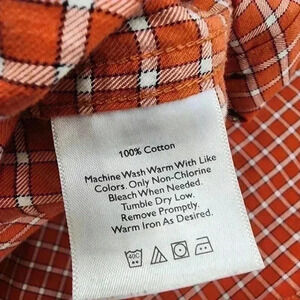 100% Cotton
Machine Wash Warm With Like
Colors. Only Non-Chlorine
Bleach When Needed.
Tumble Dry Low.
Remove Promptly.
Warm Iron As Desired.
40C